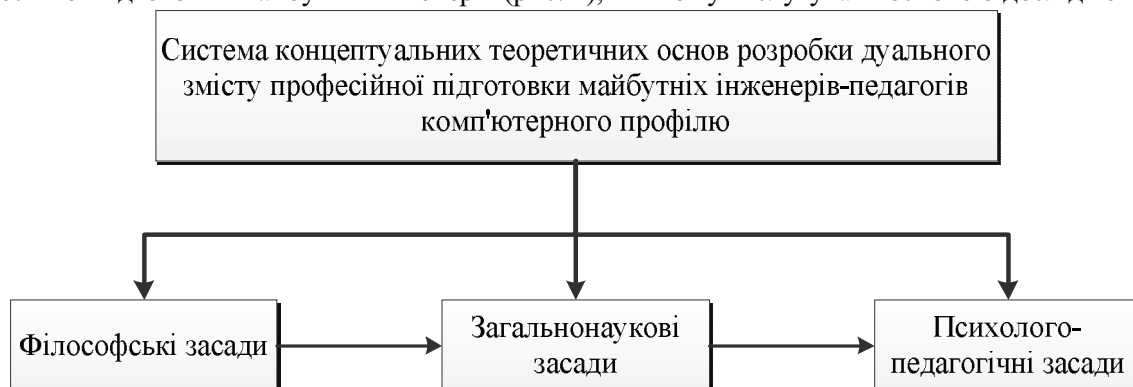 Система концептуальних теоретичних основ розробки дуального
змісту професійної підготовки майбутніх інженерів-педагогів
комп'ютерного профілю
Філософські засади
Загальнонаукові
засади
Психолого-
педагогічні засади